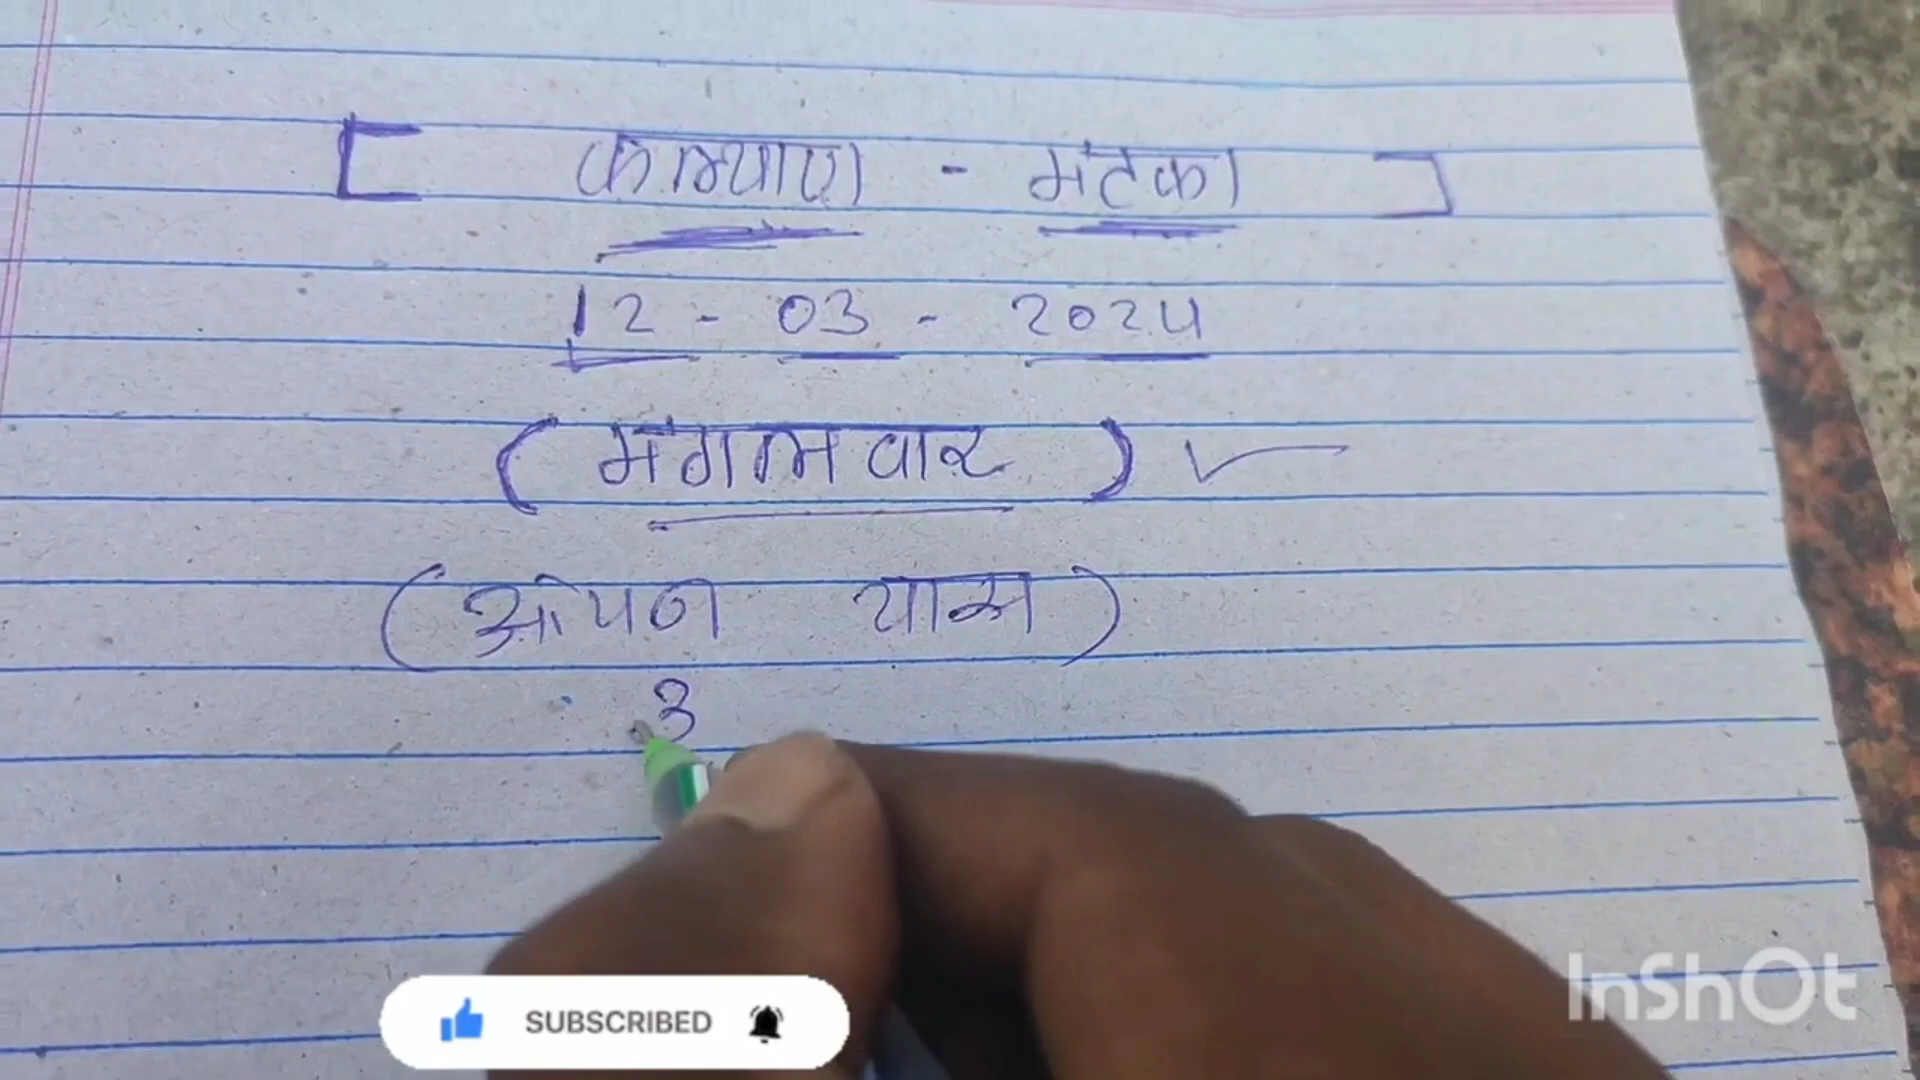 [ कल्याण - मटका ]
12 - 03 - 2024
( मंगलवार ) ✓
( ओपन पास )
3
SUBSCRIBED
InShOt